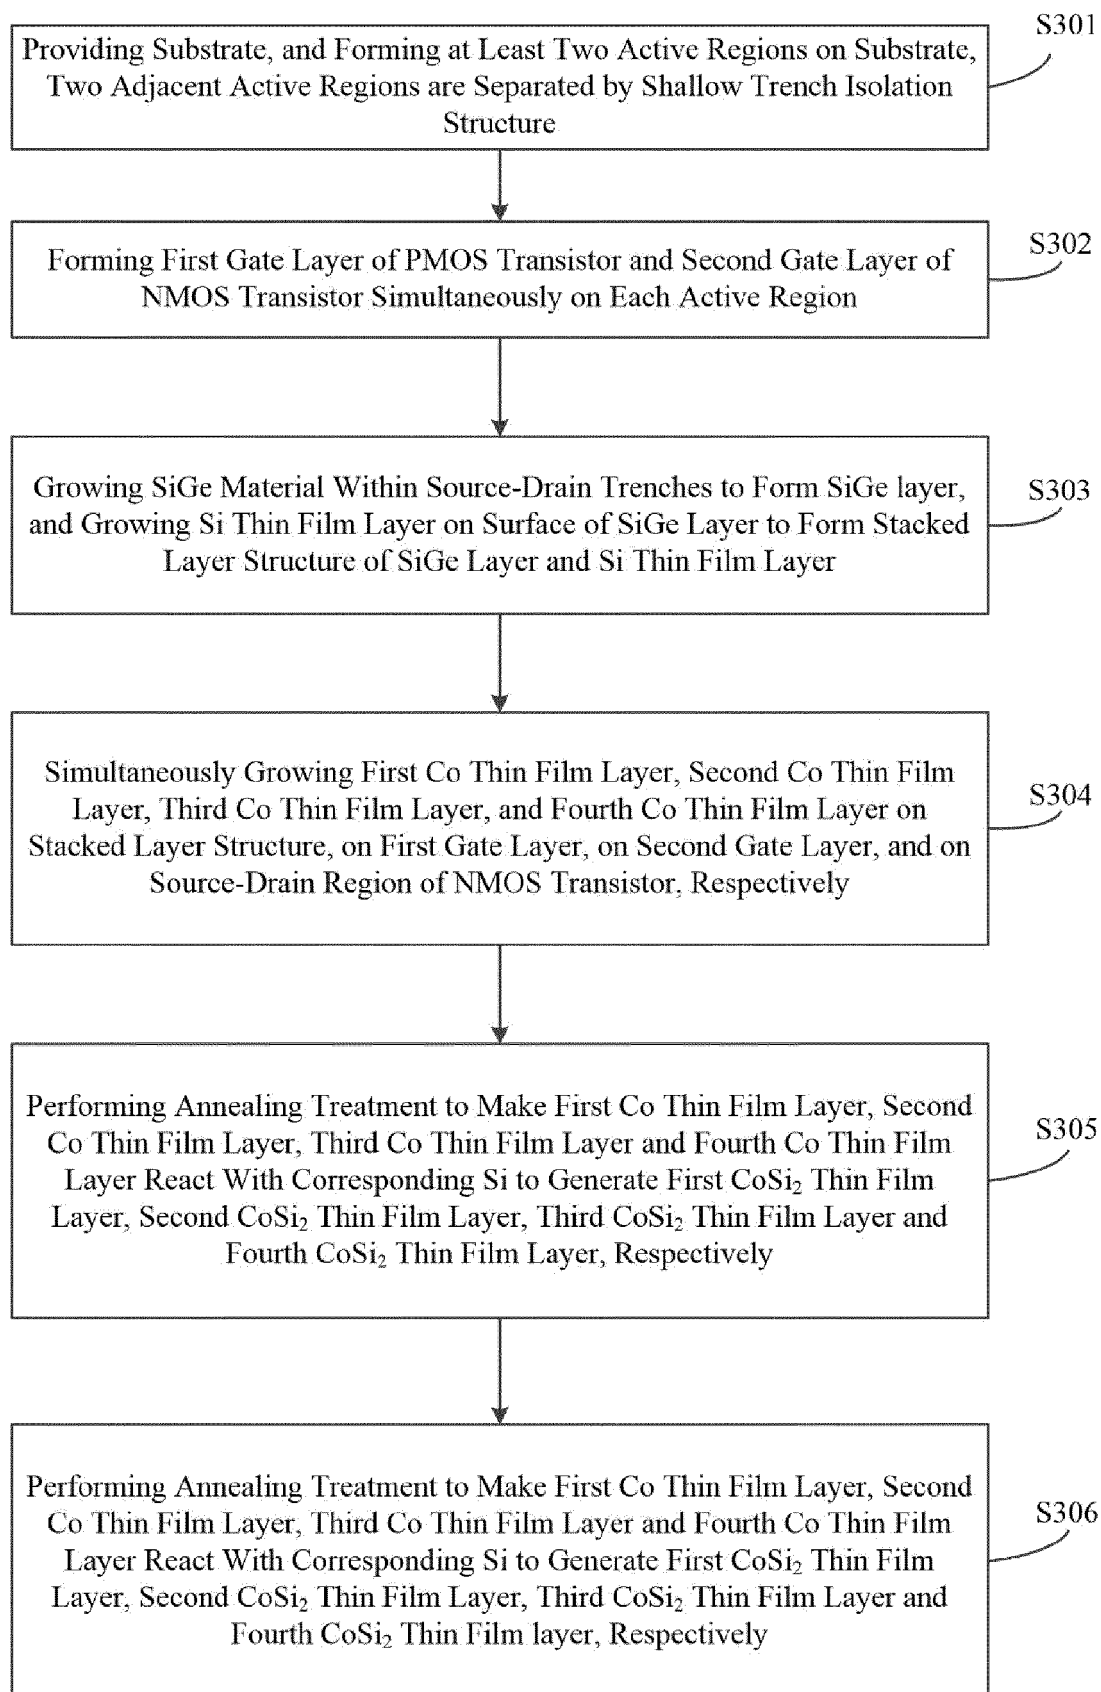 S301
Providing Substrate, and Forming at Least Two Active Regions on Substrate,
Two Adjacent Active Regions are Separated by Shallow Trench Isolation
Structure
S302
Forming First Gate Layer of PMOS Transistor and Second Gate Layer of
NMOS Transistor Simultaneously on Each Active Region
S303
Growing SiGe Material Within Source-Drain Trenches to Form SiGe layer,
and Growing Si Thin Film Layer on Surface of SiGe Layer to Form Stacked
Layer Structure of SiGe Layer and Si Thin Film Layer
S304
Simultaneously Growing First Co Thin Film Layer, Second Co Thin Film
Layer, Third Co Thin Film Layer, and Fourth Co Thin Film Layer on
Stacked Layer Structure, on First Gate Layer, on Second Gate Layer, and on
Source-Drain Region of NMOS Transistor, Respectively
S305
Performing Annealing Treatment to Make First Co Thin Film Layer, Second
Co Thin Film Layer, Third Co Thin Film Layer and Fourth Co Thin Film
Layer React With Corresponding Si to Generate First CoSi₂ Thin Film
Layer, Second CoSi₂ Thin Film Layer, Third CoSi₂ Thin Film Layer and
Fourth CoSi₂ Thin Film Layer, Respectively
S306
Performing Annealing Treatment to Make First Co Thin Film Layer, Second
Co Thin Film Layer, Third Co Thin Film Layer and Fourth Co Thin Film
Layer React With Corresponding Si to Generate First CoSi₂ Thin Film
Layer, Second CoSi₂ Thin Film Layer, Third CoSi₂ Thin Film Layer and
Fourth CoSi₂ Thin Film layer, Respectively